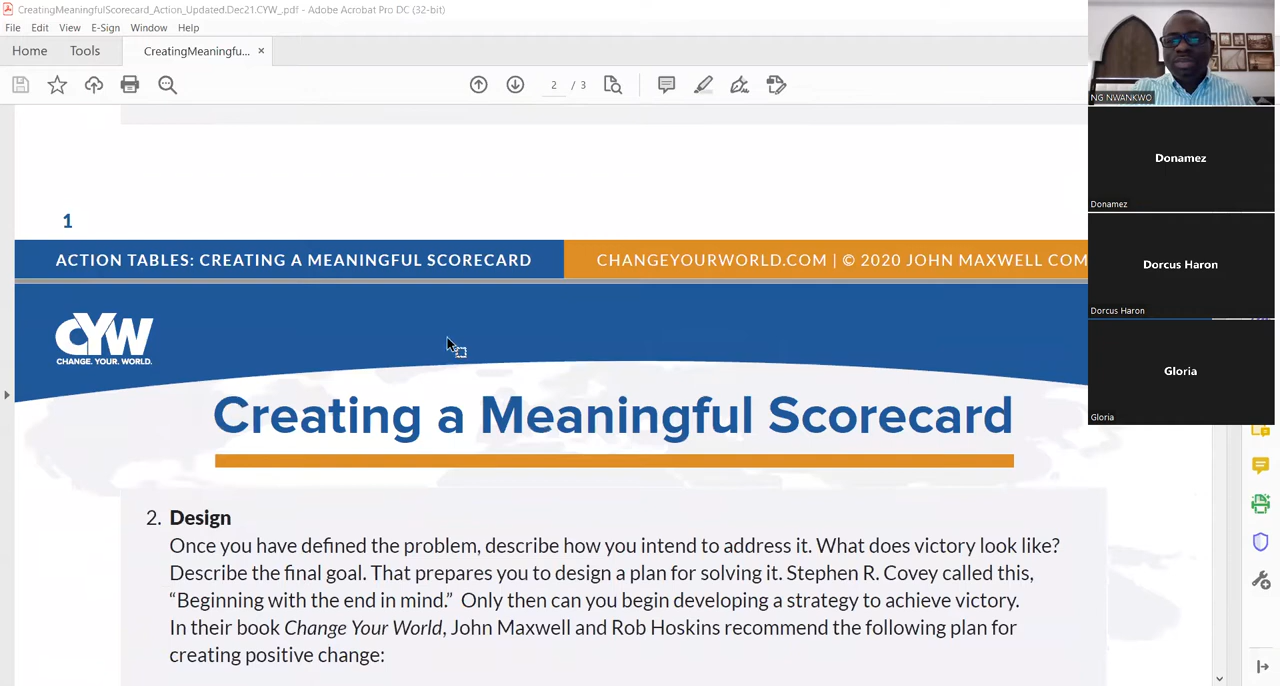 CreatingMeaningfulScorecard_Action_Updated.Dec21.CYW_.pdf - Adobe Acrobat Pro DC (32-bit)
File Edit View E-Sign Window Help
Home Tools CreatingMeaningfu... ×
2 / 3
NG NWANKWO
Donamez
Donamez
Dorcus Haron
Dorcus Haron
Gloria
Gloria
1
ACTION TABLES: CREATING A MEANINGFUL SCORECARD CHANGEYOURWORLD.COM | © 2020 JOHN MAXWELL COM
CYW
CHANGE. YOUR. WORLD.
Creating a Meaningful Scorecard
2. Design
Once you have defined the problem, describe how you intend to address it. What does victory look like?
Describe the final goal. That prepares you to design a plan for solving it. Stephen R. Covey called this,
“Beginning with the end in mind.” Only then can you begin developing a strategy to achieve victory.
In their book Change Your World, John Maxwell and Rob Hoskins recommend the following plan for
creating positive change: